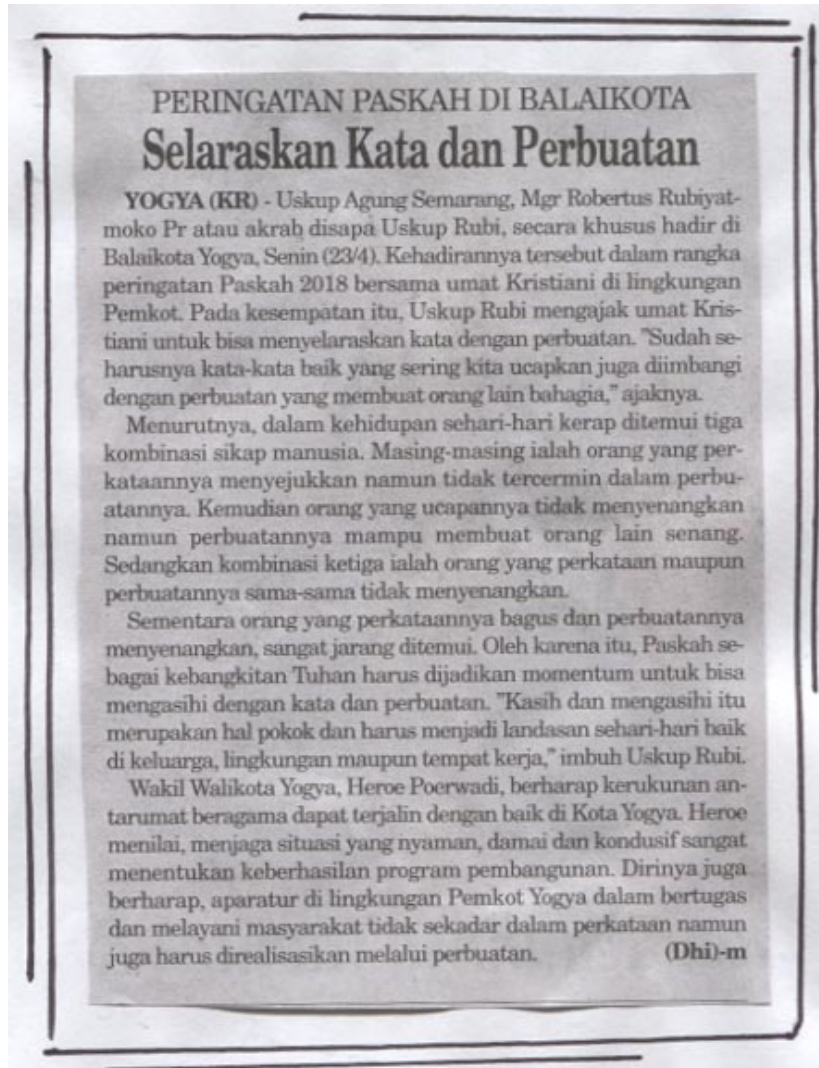 PERINGATAN PASKAH DI BALAIKOTA
Selaraskan Kata dan Perbuatan
YOGYA (KR) - Uskup Agung Semarang, Mgr Robertus Rubiyat-
moko Pr atau akrab disapa Uskup Rubi, secara khusus hadir di
Balaikota Yogya, Senin (23/4). Kehadirannya tersebut dalam rangka
peringatan Paskah 2018 bersama umat Kristiani di lingkungan
Pemkot. Pada kesempatan itu, Uskup Rubi mengajak umat Kris-
tiani untuk bisa menyelaraskan kata dengan perbuatan. "Sudah se-
harusnya kata-kata baik yang sering kita ucapkan juga diimbangi
dengan perbuatan yang membuat orang lain bahagia," ajaknya.
Menurutnya, dalam kehidupan sehari-hari kerap ditemui tiga
kombinasi sikap manusia. Masing-masing ialah orang yang per-
kataannya menyejukkan namun tidak tercermin dalam perbu-
atannya. Kemudian orang yang ucapannya tidak menyenangkan
namun perbuatannya mampu membuat orang lain senang.
Sedangkan kombinasi ketiga ialah orang yang perkataan maupun
perbuatannya sama-sama tidak menyenangkan.
Sementara orang yang perkataannya bagus dan perbuatannya
menyenangkan, sangat jarang ditemui. Oleh karena itu, Paskah se-
bagai kebangkitan Tuhan harus dijadikan momentum untuk bisa
mengasihi dengan kata dan perbuatan. "Kasih dan mengasihi itu
merupakan hal pokok dan harus menjadi landasan sehari-hari baik
di keluarga, lingkungan maupun tempat kerja," imbuh Uskup Rubi.
Wakil Walikota Yogya, Heroe Poerwadi, berharap kerukunan an-
tarumat beragama dapat terjalin dengan baik di Kota Yogya. Heroe
menilai, menjaga situasi yang nyaman, damai dan kondusif sangat
menentukan keberhasilan program pembangunan. Dirinya juga
berharap, aparatur di lingkungan Pemkot Yogya dalam bertugas
dan melayani masyarakat tidak sekadar dalam perkataan namun
juga harus direalisasikan melalui perbuatan. (Dhi)-m